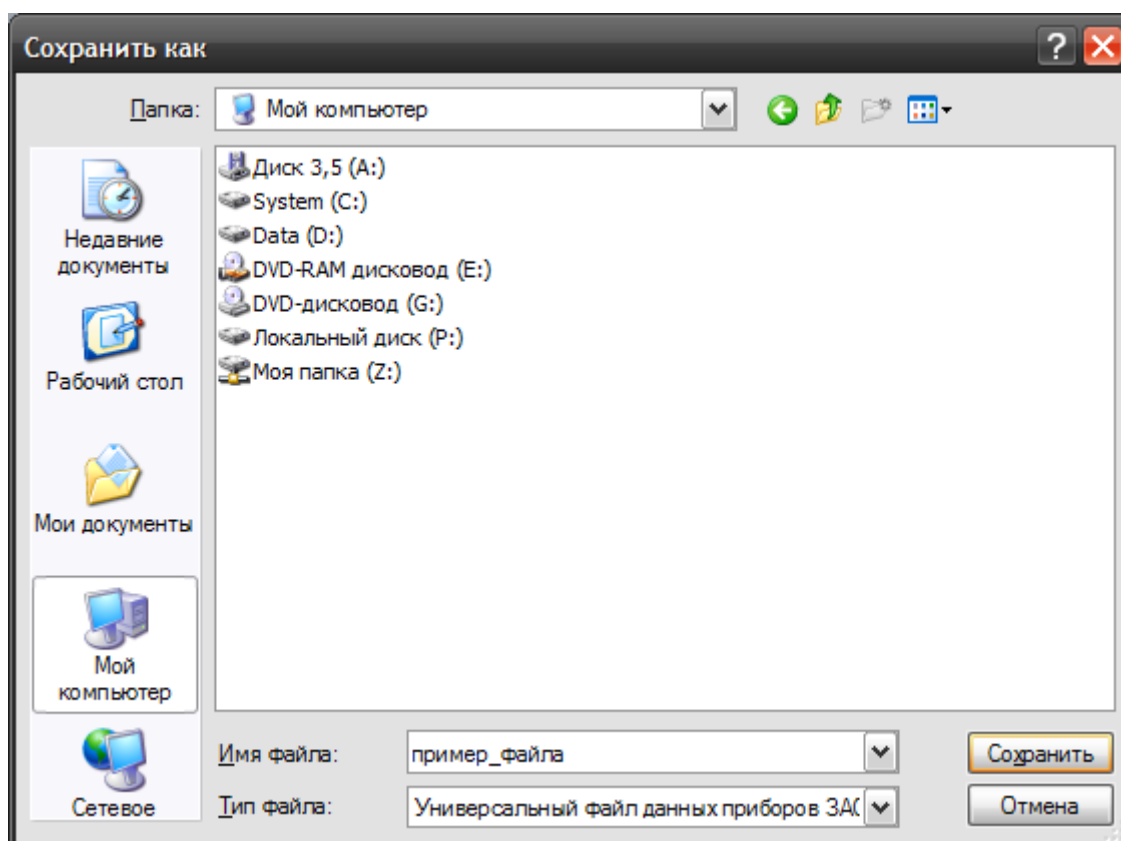 Сохранить как
Папка:
Мой компьютер
Недавние
документы
Рабочий стол
Мои документы
Мой
компьютер
Сетевое
Диск 3,5 (A:)
System (C:)
Data (D:)
DVD-RAM дисковод (E:)
DVD-дисковод (G:)
Локальный диск (P:)
Моя папка (Z:)
Имя файла:
пример_файла
Сохранить
Тип файла:
Универсальный файл данных приборов
Отмена